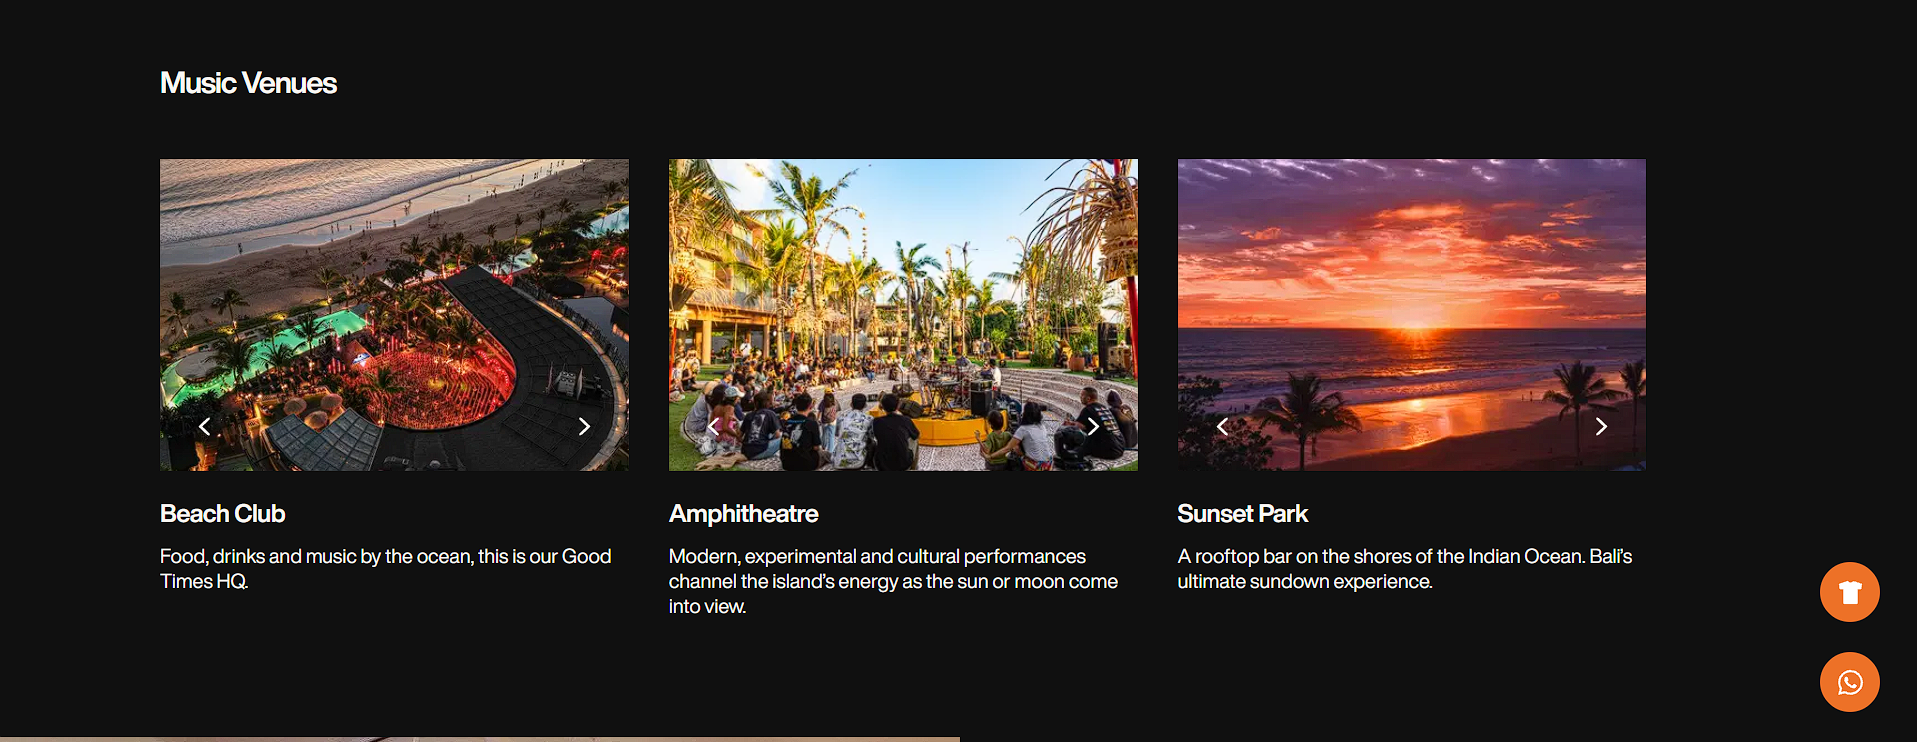 Music Venues
Beach Club
Food, drinks and music by the ocean, this is our Good
Times HQ.
Amphitheatre
Modern, experimental and cultural performances
channel the island's energy as the sun or moon come
into view.
Sunset Park
A rooftop bar on the shores of the Indian Ocean. Bali's
ultimate sundown experience.